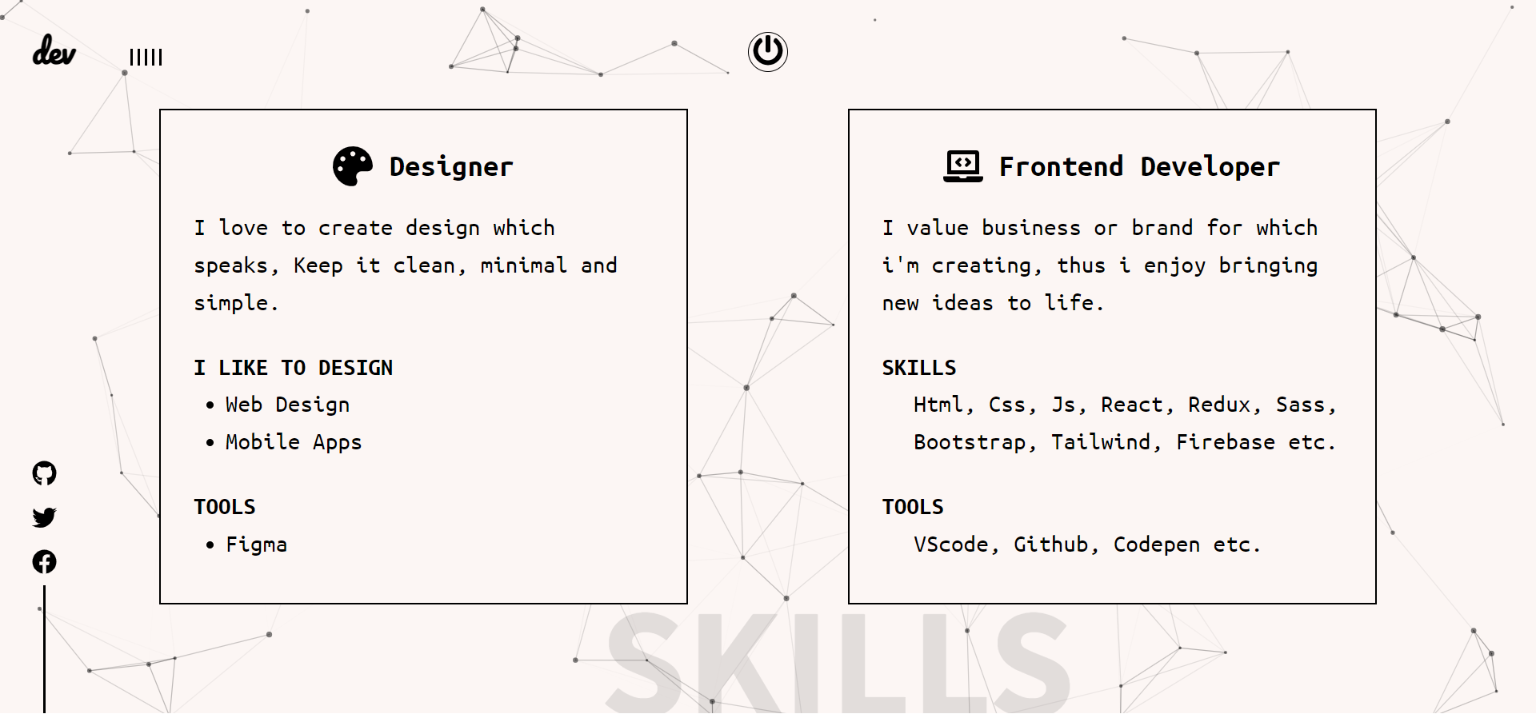 dev
Designer
I love to create design which
speaks, Keep it clean, minimal and
simple.
I LIKE TO DESIGN
• Web Design
• Mobile Apps
TOOLS
• Figma
Frontend Developer
I value business or brand for which
i'm creating, thus i enjoy bringing
new ideas to life.
SKILLS
Html, Css, Js, React, Redux, Sass,
Bootstrap, Tailwind, Firebase etc.
TOOLS
VScode, Github, Codepen etc.
SKILLS